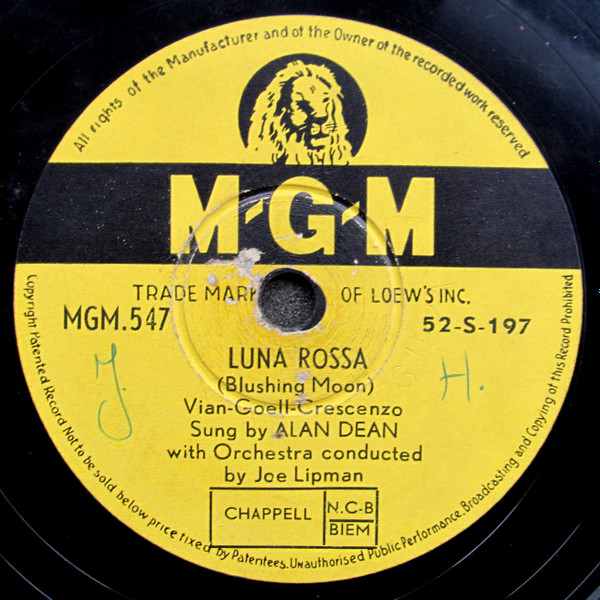 All rights of the Manufacturer and of the Owner of the recorded work reserved
M-G-M
TRADE MARK OF LOEW'S INC.
MGM.547 52-S-197
J. H.
LUNA ROSSA
(Blushing Moon)
Vian-Goell-Crescenzo
Sung by ALAN DEAN
with Orchestra conducted
by Joe Lipman
CHAPPELL N.C-B
BIEM
Copyright Patented Record Not to be sold below price fixed by Patentees. Unauthorised Public Performance. Broadcasting and Copying of this Record Prohibited